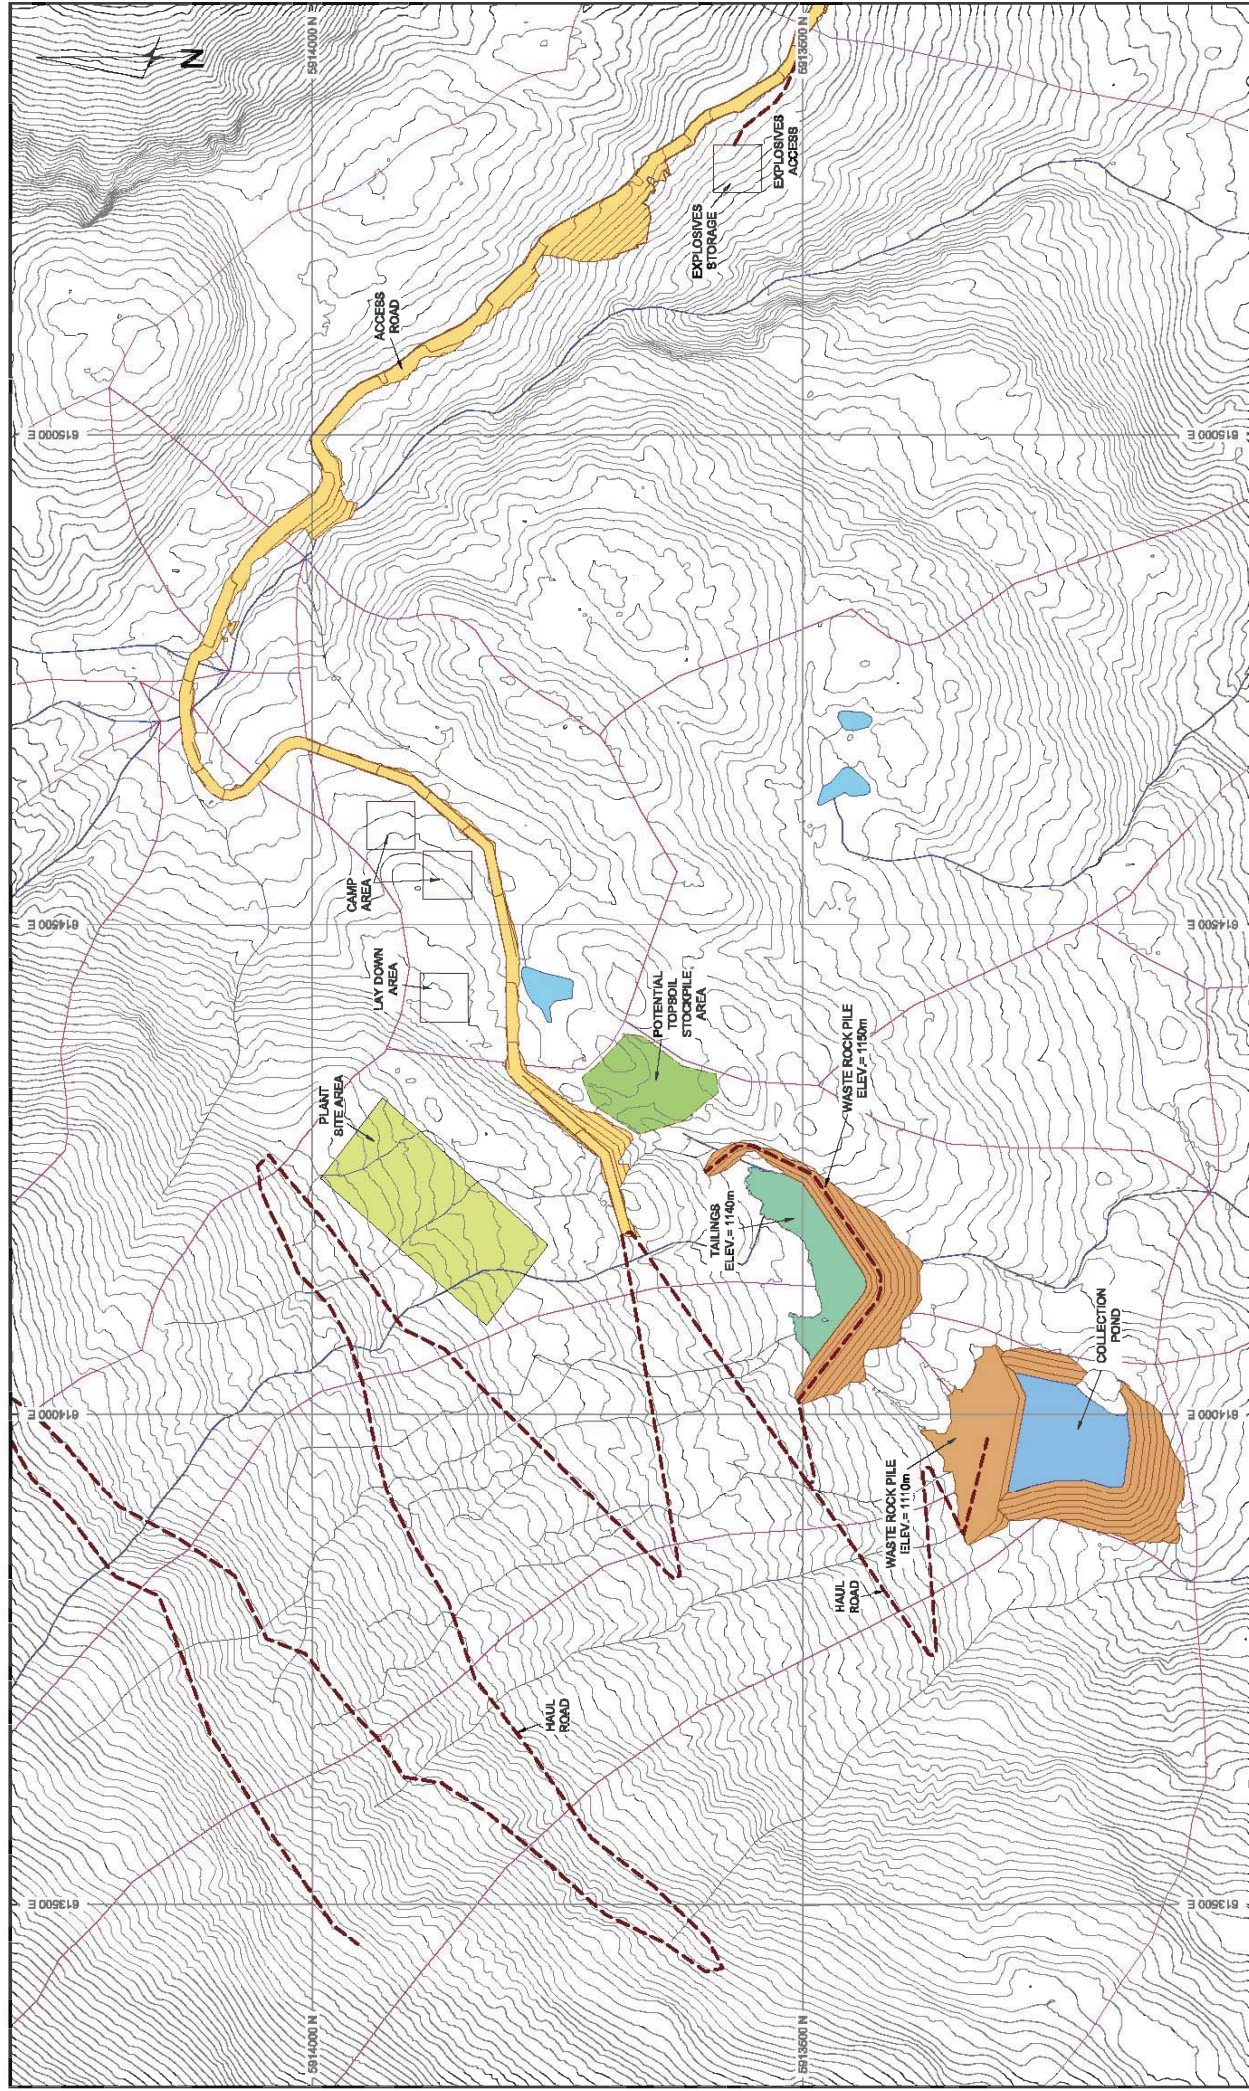 N
5914000 N
5913500 N
EXPLOSIVES
ACCESS
EXPLOSIVES
STORAGE
ACCESS
ROAD
615000 E
615000 E
CAMP
AREA
614500 E
614500 E
LAY DOWN
AREA
POTENTIAL
TOPSOIL
STOCKPILE
AREA
PLANT
SITE AREA
WASTE ROCK PILE
ELEV.= 1150m
TAILINGS
ELEV.= 1140m
COLLECTION
POND
614000 E
614000 E
WASTE ROCK PILE
ELEV.= 1110m
HAUL
ROAD
HAUL
ROAD
613500 E
613500 E
5914000 N
5913500 N